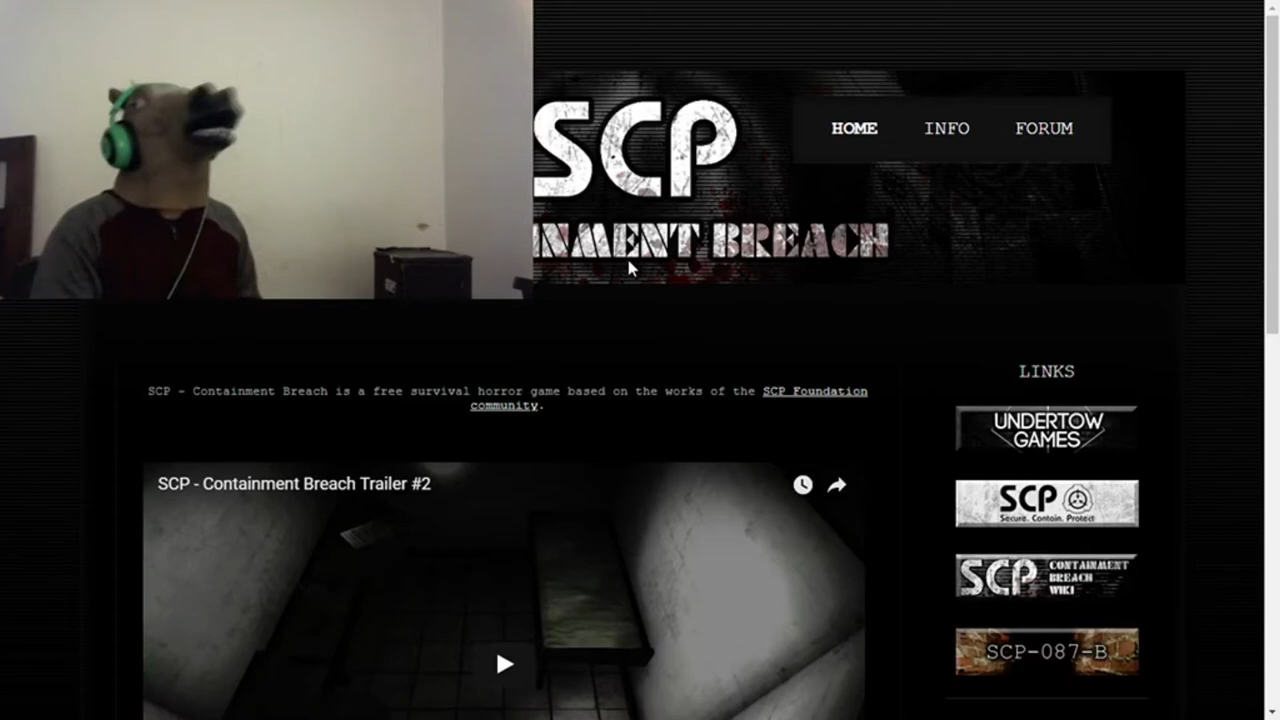 SCP
INMENT BREACH
HOME INFO FORUM
SCP - Containment Breach is a free survival horror game based on the works of the SCP Foundation
community.
SCP - Containment Breach Trailer #2
LINKS
UNDERTOW
GAMES
SCP
Secure. Contain. Protect
SCP CONTAINMENT
BREACH
WIKI
SCP-087-B